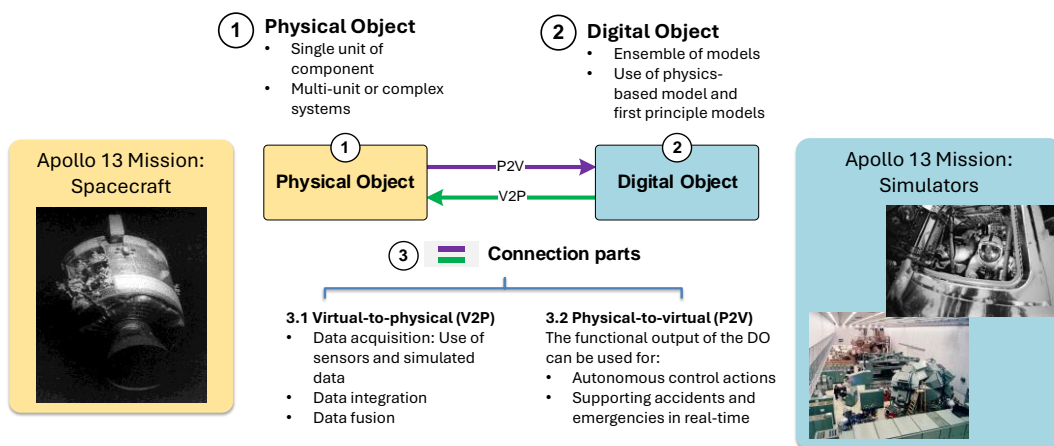 1
Physical Object
• Single unit of
component
• Multi-unit or complex
systems
2
Digital Object
• Ensemble of models
• Use of physics-
based model and
first principle models
Apollo 13 Mission:
Spacecraft
1
Physical Object
P2V
V2P
2
Digital Object
Apollo 13 Mission:
Simulators
3
Connection parts
3.1 Virtual-to-physical (V2P)
• Data acquisition: Use of
sensors and simulated
data
• Data integration
• Data fusion
3.2 Physical-to-virtual (P2V)
The functional output of the DO
can be used for:
• Autonomous control actions
• Supporting accidents and
emergencies in real-time